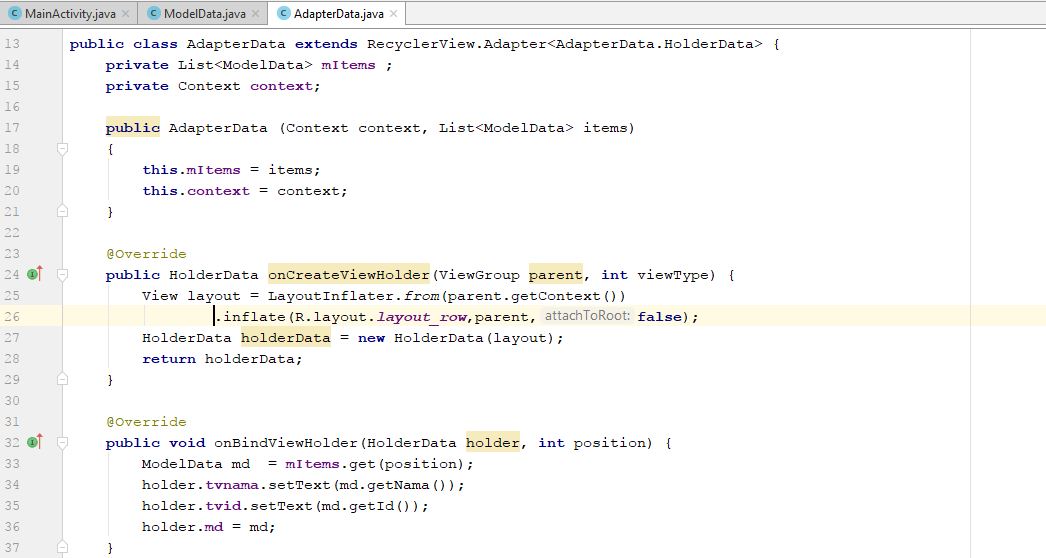 MainActivity.java × ModelData.java × AdapterData.java ×
13 public class AdapterData extends RecyclerView.Adapter<AdapterData.HolderData> {
14     private List<ModelData> mItems ;
15     private Context context;
16
17     public AdapterData (Context context, List<ModelData> items)
18     {
19         this.mItems = items;
20         this.context = context;
21     }
22
23     @Override
24     public HolderData onCreateViewHolder(ViewGroup parent, int viewType) {
25         View layout = LayoutInflater.from(parent.getContext())
26                 .inflate(R.layout.layout_row,parent, attachToRoot: false);
27         HolderData holderData = new HolderData(layout);
28         return holderData;
29     }
30
31     @Override
32     public void onBindViewHolder(HolderData holder, int position) {
33         ModelData md  = mItems.get(position);
34         holder.tvnama.setText(md.getNama());
35         holder.tvid.setText(md.getId());
36         holder.md = md;
37     }